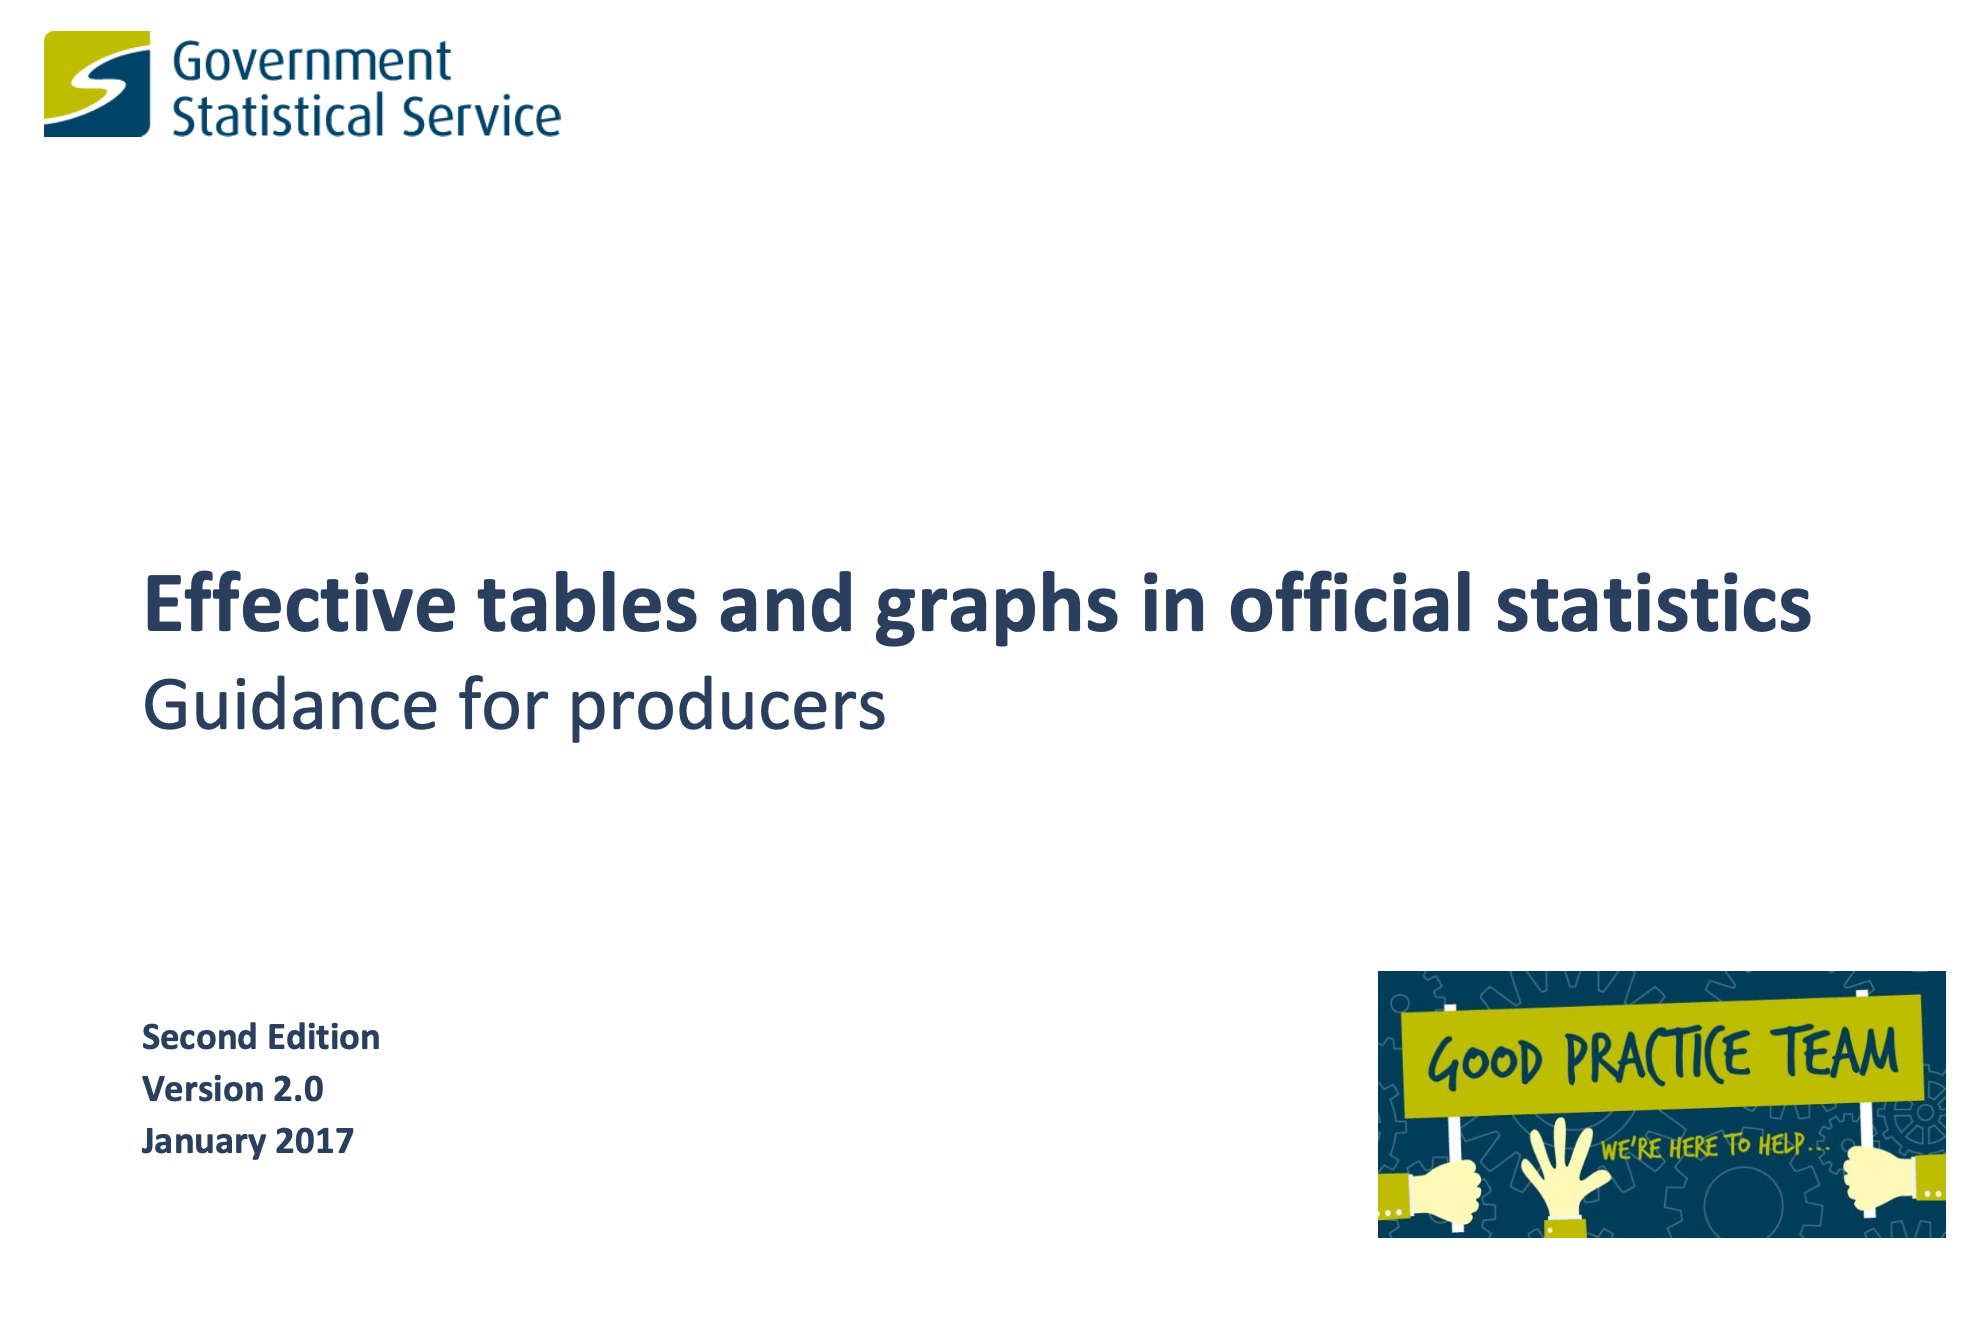 Government
Statistical Service
Effective tables and graphs in official statistics
Guidance for producers
Second Edition
Version 2.0
January 2017
GOOD PRACTICE TEAM
WE'RE HERE TO HELP...